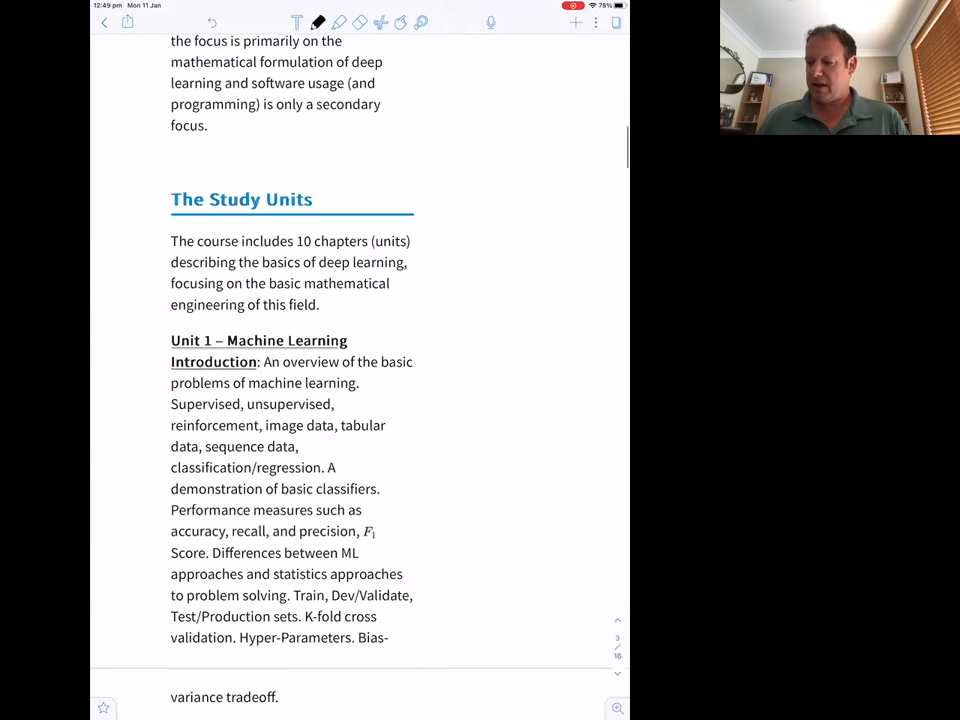 12:49 pm Mon 11 Jan
78%
the focus is primarily on the
mathematical formulation of deep
learning and software usage (and
programming) is only a secondary
focus.
The Study Units
The course includes 10 chapters (units)
describing the basics of deep learning,
focusing on the basic mathematical
engineering of this field.
Unit 1 – Machine Learning
Introduction: An overview of the basic
problems of machine learning.
Supervised, unsupervised,
reinforcement, image data, tabular
data, sequence data,
classification/regression. A
demonstration of basic classifiers.
Performance measures such as
accuracy, recall, and precision, F₁
Score. Differences between ML
approaches and statistics approaches
to problem solving. Train, Dev/Validate,
Test/Production sets. K-fold cross
validation. Hyper-Parameters. Bias-
variance tradeoff.
3
/
16